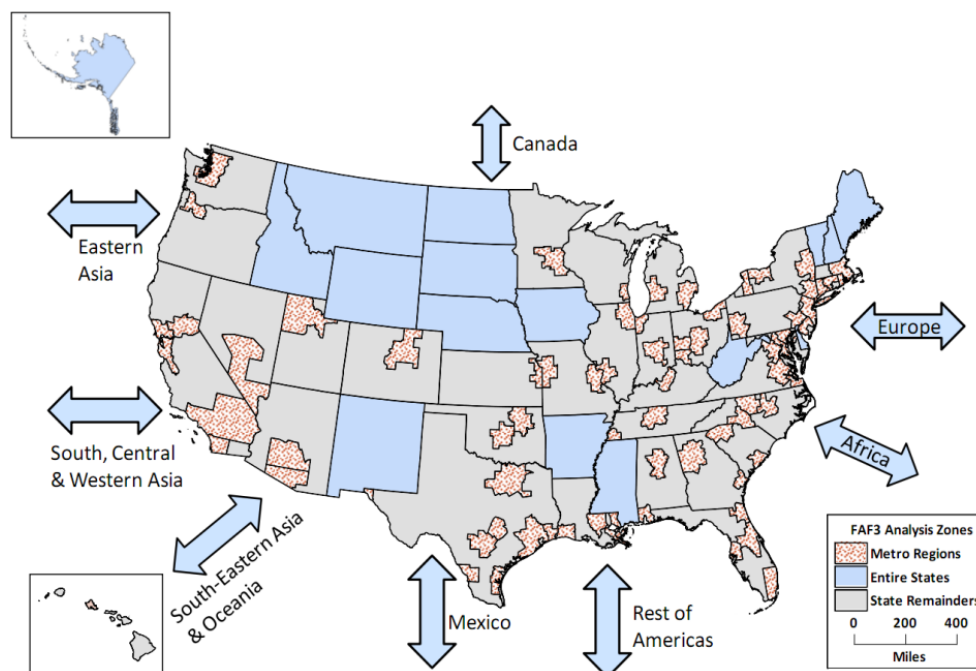 Canada
Eastern
Asia
Europe
South, Central
& Western Asia
Africa
South-Eastern Asia
& Oceania
Mexico
Rest of
Americas
FAF3 Analysis Zones
Metro Regions
Entire States
State Remainders
0 200 400
Miles